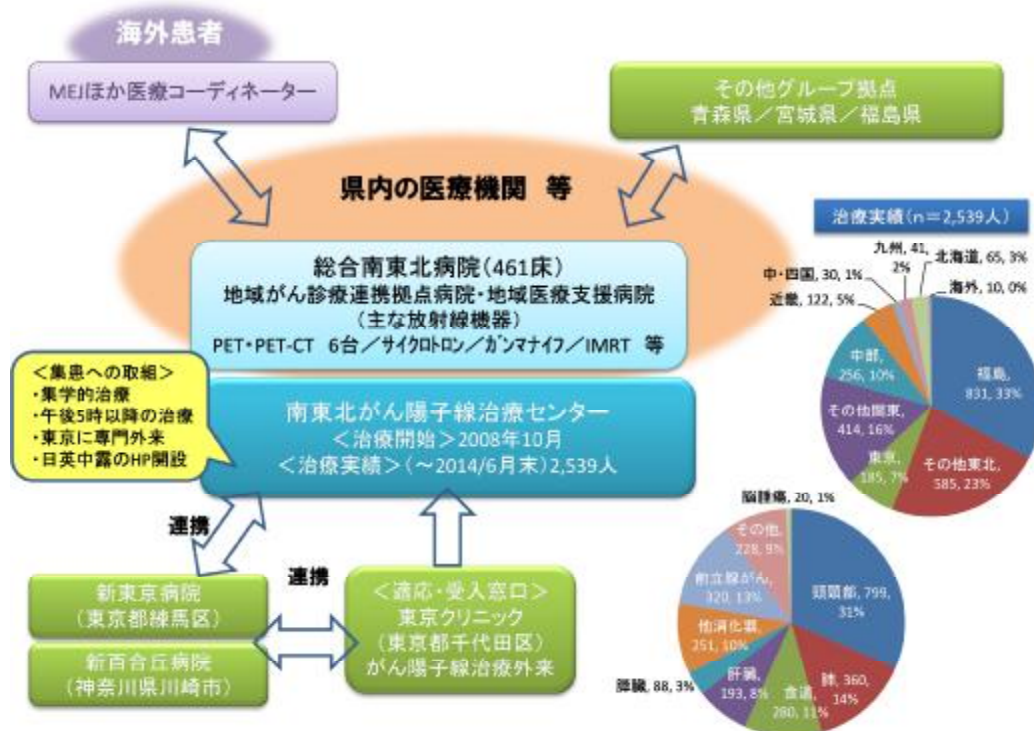 海外患者
MEJほか医療コーディネーター
その他グループ拠点
青森県／宮城県／福島県
県内の医療機関 等
総合南東北病院(461床)
地域がん診療連携拠点病院・地域医療支援病院
(主な放射線機器)
PET・PET-CT 6台／サイクロトロン／ガンマナイフ／IMRT 等
＜集患への取組＞
・集学的治療
・午後5時以降の治療
・東京に専門外来
・日英中露のHP開設
南東北がん陽子線治療センター
＜治療開始＞2008年10月
＜治療実績＞(～2014/6月末)2,539人
連携
連携
新東京病院
(東京都練馬区)
新百合丘病院
(神奈川県川崎市)
＜適応・受入窓口＞
東京クリニック
(東京都千代田区)
がん陽子線治療外来
治療実績(n＝2,539人)
九州, 41,
2%
北海道, 65, 3%
中・四国, 30, 1%
海外, 10, 0%
近畿, 122, 5%
中部,
256, 10%
福島,
831, 33%
その他関東,
414, 16%
東京,
185, 7%
その他東北,
585, 23%
脳腫瘍, 20, 1%
その他,
228, 9%
前立腺がん,
320, 13%
頭頸部, 799,
31%
他消化器,
251, 10%
膵臓, 88, 3%
肝臓,
193, 8%
食道,
280, 11%
肺, 360,
14%